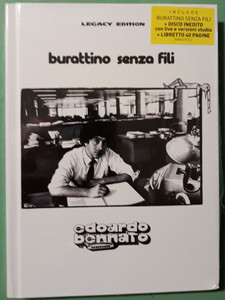 LEGACY EDITION
INCLUDE
BURATTINO SENZA FILI
+ DISCO INEDITO
con live e versioni studio
+ LIBRETTO 40 PAGINE
burattino senza fili
edoardo
bennato